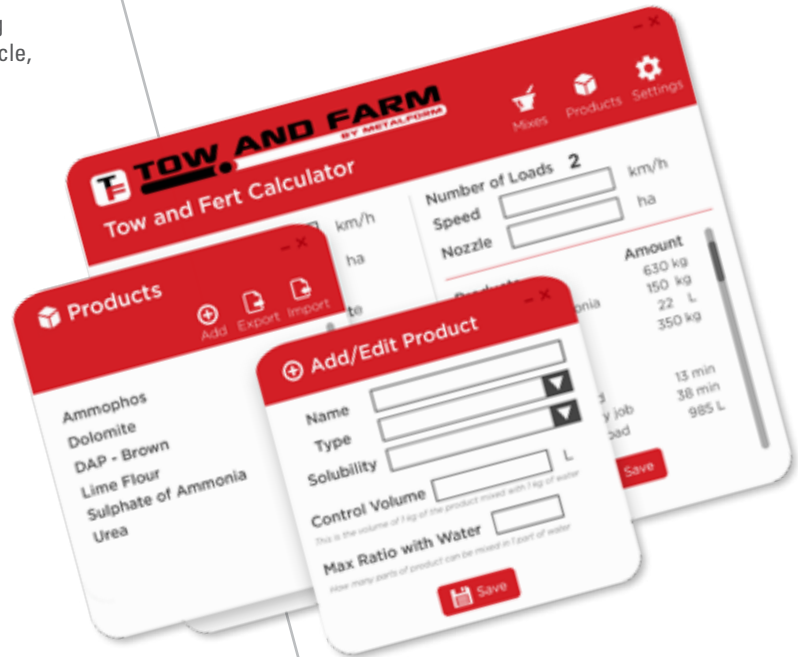 cle,
TF TOW AND FARM
BY METALFORM
Mixes Products Settings
Tow and Fert Calculator
km/h
ha
Number of Loads 2
Speed km/h
Nozzle ha
Amount
630 kg
150 kg
22 L
350 kg
13 min
38 min
985 L
Save
Products
Add Export Import
Ammophos
Dolomite
DAP - Brown
Lime Flour
Sulphate of Ammonia
Urea
Add/Edit Product
Name
Type
Solubility
Control Volume L
This is the volume of 1 kg of the product mixed with 1 kg of water
Max Ratio with Water
How many parts of product can be mixed in 1 part of water
Save